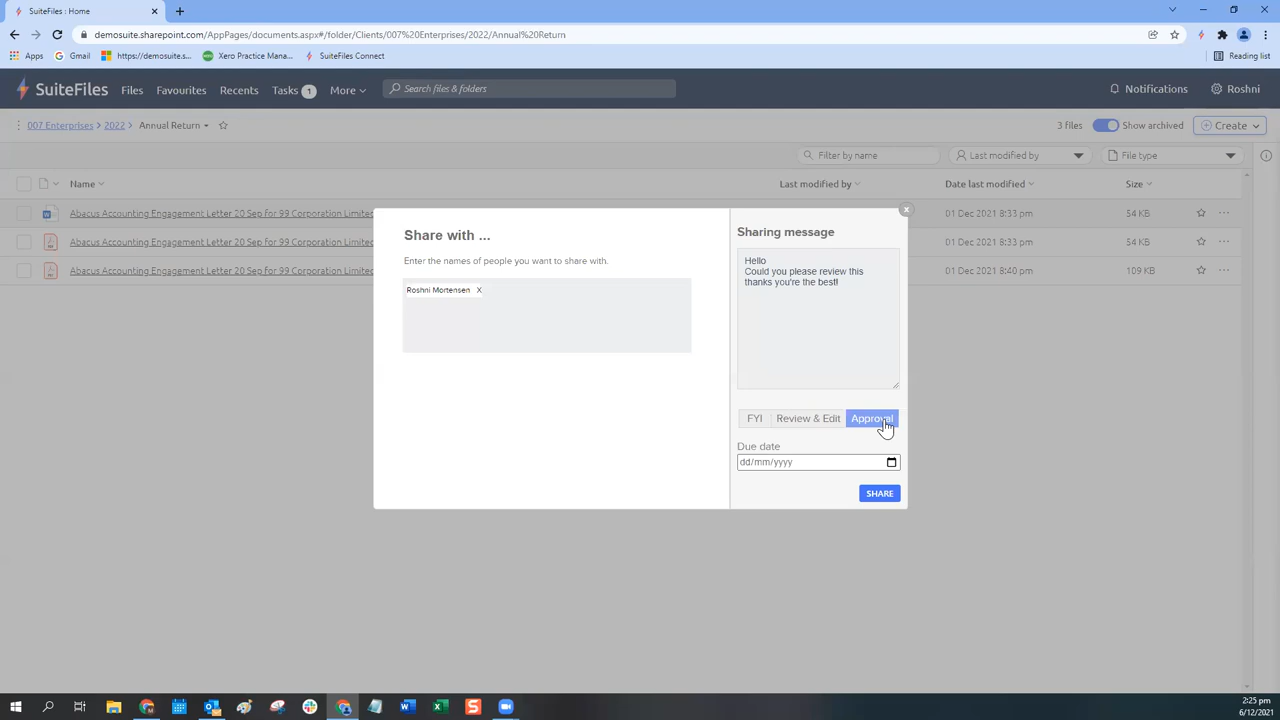 SuiteFiles : Home
demosuite.sharepoint.com/AppPages/documents.aspx#/folder/Clients/007%20Enterprises/2022/Annual%20Return
Apps Gmail https://demosuite.s... Xero Practice Mana... SuiteFiles Connect Reading list
SuiteFiles Files Favourites Recents Tasks 1 More Search files & folders Notifications Roshni
007 Enterprises > 2022 > Annual Return 3 files Show archived Create
Filter by name Last modified by File type
Name Last modified by Date last modified Size
Abacus Accounting Engagement Letter 20 Sep for 99 Corporation Limited 01 Dec 2021 8:33 pm 54 KB
Abacus Accounting Engagement Letter 20 Sep for 99 Corporation Limited 01 Dec 2021 8:33 pm 54 KB
Abacus Accounting Engagement Letter 20 Sep for 99 Corporation Limited 01 Dec 2021 8:40 pm 109 KB
Share with ...
Enter the names of people you want to share with.
Roshni Mortensen X
Sharing message
Hello
Could you please review this
thanks you're the best!
FYI Review & Edit Approval
Due date
dd/mm/yyyy
SHARE
2:25 pm
6/12/2021